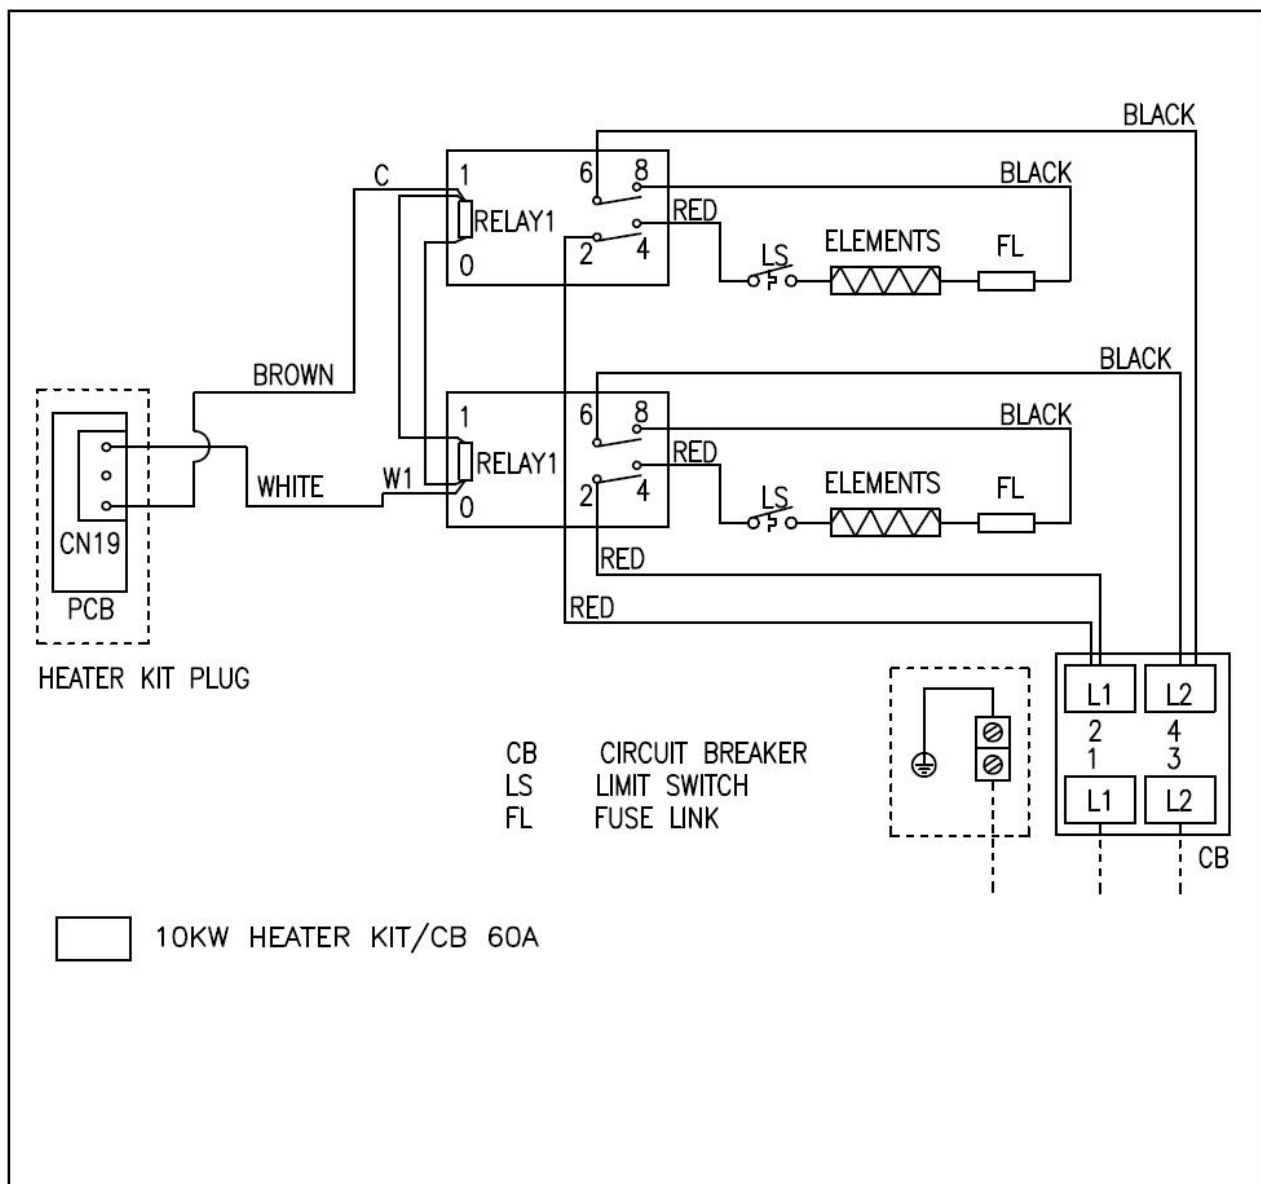 BLACK
C
1
6 8
BLACK
RELAY1
RED
ELEMENTS
FL
LS
0
2 4
BLACK
BROWN
1
6 8
BLACK
RELAY1
RED
WHITE
W1
ELEMENTS
FL
LS
0
2 4
CN19
RED
PCB
RED
HEATER KIT PLUG
L1 L2
2 4
1 3
L1 L2
CB
CB CIRCUIT BREAKER
LS LIMIT SWITCH
FL FUSE LINK
10KW HEATER KIT/CB 60A